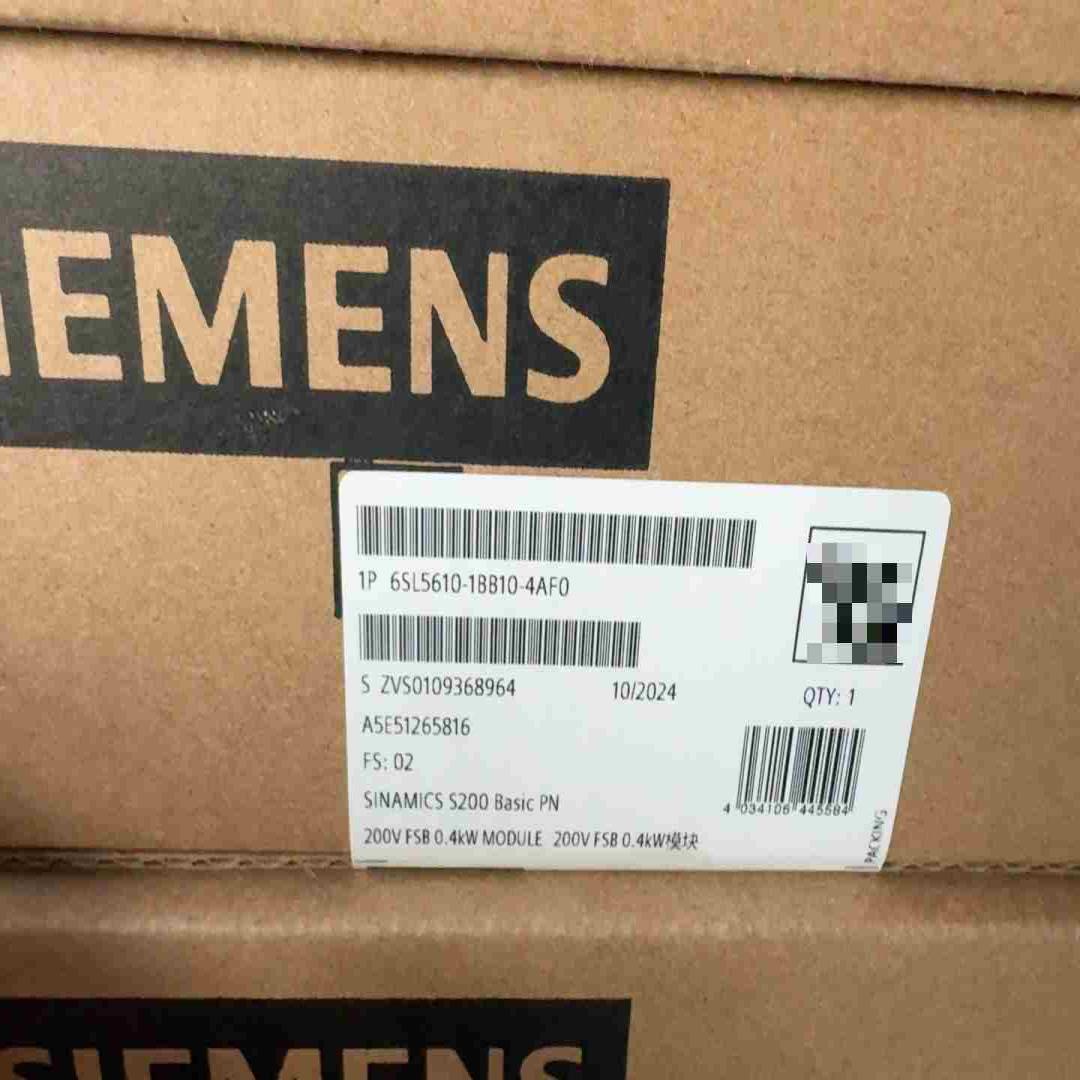 IEMENS
1P 6SL5610-1BB10-4AF0
S ZVS0109368964 10/2024
QTY: 1
A5E51265816
FS: 02
4 034106 445584
SINAMICS S200 Basic PN
200V FSB 0.4kW MODULE 200V FSB 0.4kW模块
PACKING
SIEMENS